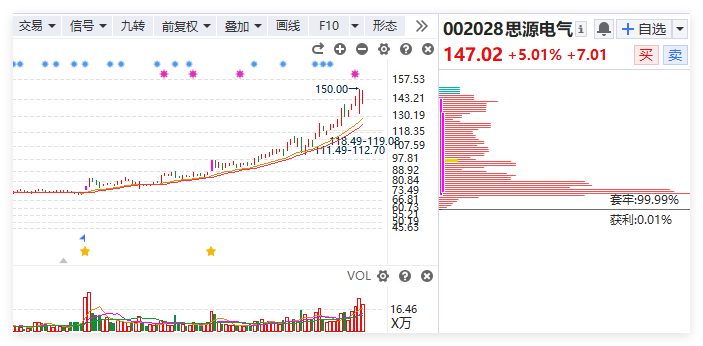 交易 信号 九转 前复权 叠加 画线 F10 形态
002028思源电气 自选
147.02 +5.01% +7.01 买 卖
157.53
150.00
143.21
130.19
118.35
118.49-119.08
107.59
111.49-112.70
97.81
88.92
80.84
73.49
66.81
套牢:99.99%
60.73
55.21
获利:0.01%
50.19
45.63
VOL
16.46
X万